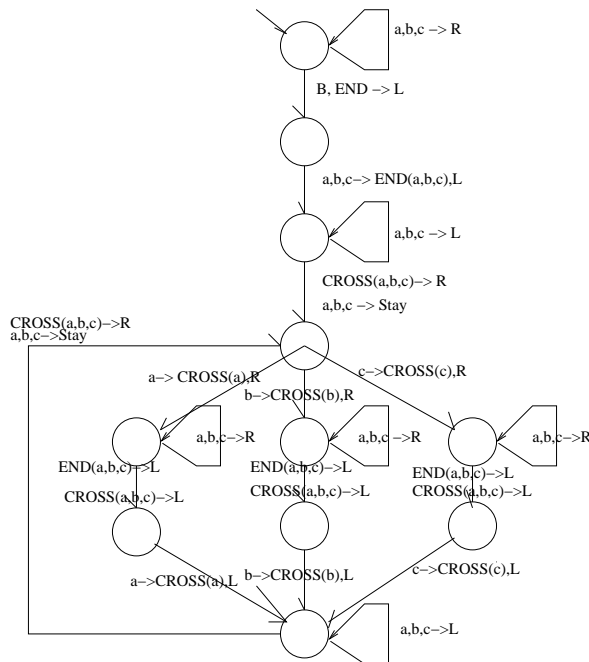 a,b,c -> R
B, END -> L
a,b,c-> END(a,b,c),L
a,b,c -> L
CROSS(a,b,c)-> R
a,b,c -> Stay
CROSS(a,b,c)->R
a,b,c->Stay
a-> CROSS(a),R
b->CROSS(b),R
c->CROSS(c),R
a,b,c->R
a,b,c->R
a,b,c->R
END(a,b,c)->L
CROSS(a,b,c)->L
END(a,b,c)->L
CROSS(a,b,c)->L
END(a,b,c)->L
CROSS(a,b,c)->L
a->CROSS(a),L
b->CROSS(b),L
c->CROSS(c),L
a,b,c->L